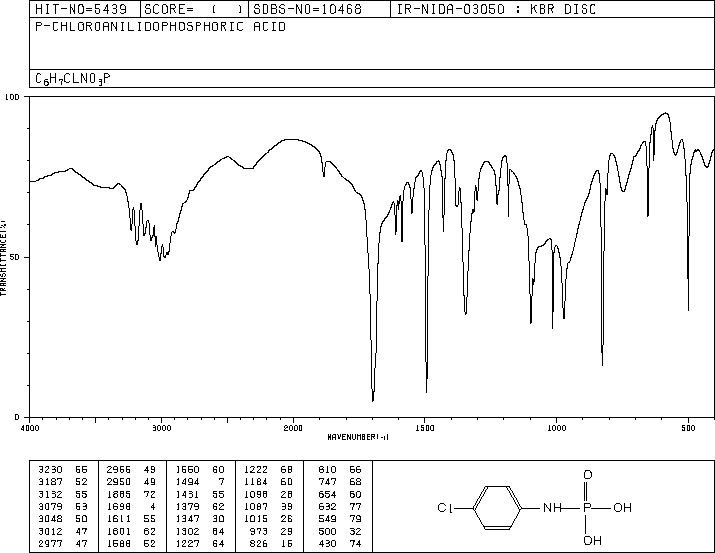 HIT-NO=5439 SCORE= ( ) SDBS-NO=10468 IR-NIDA-03050 : KBR DISC
P-CHLOROANILIDOPHOSPHORIC ACID
C6H7CLNO3P
100
50
0
TRANSMITTANCE(%)
4000 3000 2000 1500 1000 500
WAVENUMBER(-1)
3230 2966 49 60 1222 68 810
3187 52 2950 49 1494 7 1184 60 747 68
55 1885 72 1431 55 1098 28 654 60
3079 53 1698 4 1379 62 1087 39 632 77
3048 50 1611 55 1347 30 1015 26 549 79
3012 47 1601 62 1302 973 29 500 32
2977 47 1588 52 1227 64 826 15 430 74
O
Cl NH P OH
OH